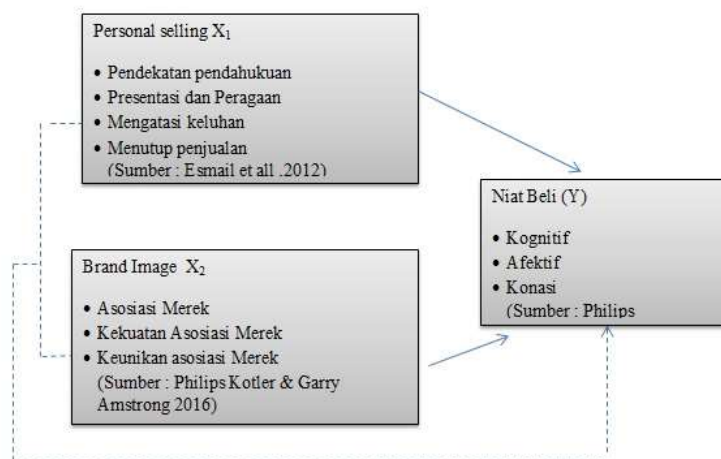 Personal selling X₁
• Pendekatan pendahukuan
• Presentasi dan Peragaan
• Mengatasi keluhan
• Menutup penjualan
(Sumber : Esmail et all .2012)
Brand Image X₂
• Asosiasi Merek
• Kekuatan Asosiasi Merek
• Keunikan asosiasi Merek
(Sumber : Philips Kotler & Garry
Amstrong 2016)
Niat Beli (Y)
• Kognitif
• Afektif
• Konasi
(Sumber : Philips